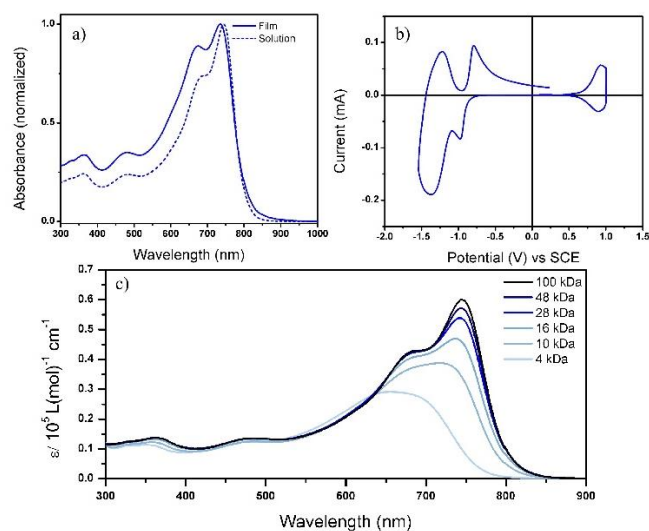 a)
Film
Solution
Absorbance (normalized)
1.0
0.5
0.0
300 400 500 600 700 800 900 1000
Wavelength (nm)
b)
Current (mA)
0.1
0.0
-0.1
-0.2
-2.0 -1.5 -1.0 -0.5 0.0 0.5 1.0 1.5
Potential (V) vs SCE
c)
100 kDa
48 kDa
28 kDa
16 kDa
10 kDa
4 kDa
ε/ 10⁵ L(mol)⁻¹ cm⁻¹
0.7
0.6
0.5
0.4
0.3
0.2
0.1
0.0
300 400 500 600 700 800 900
Wavelength (nm)